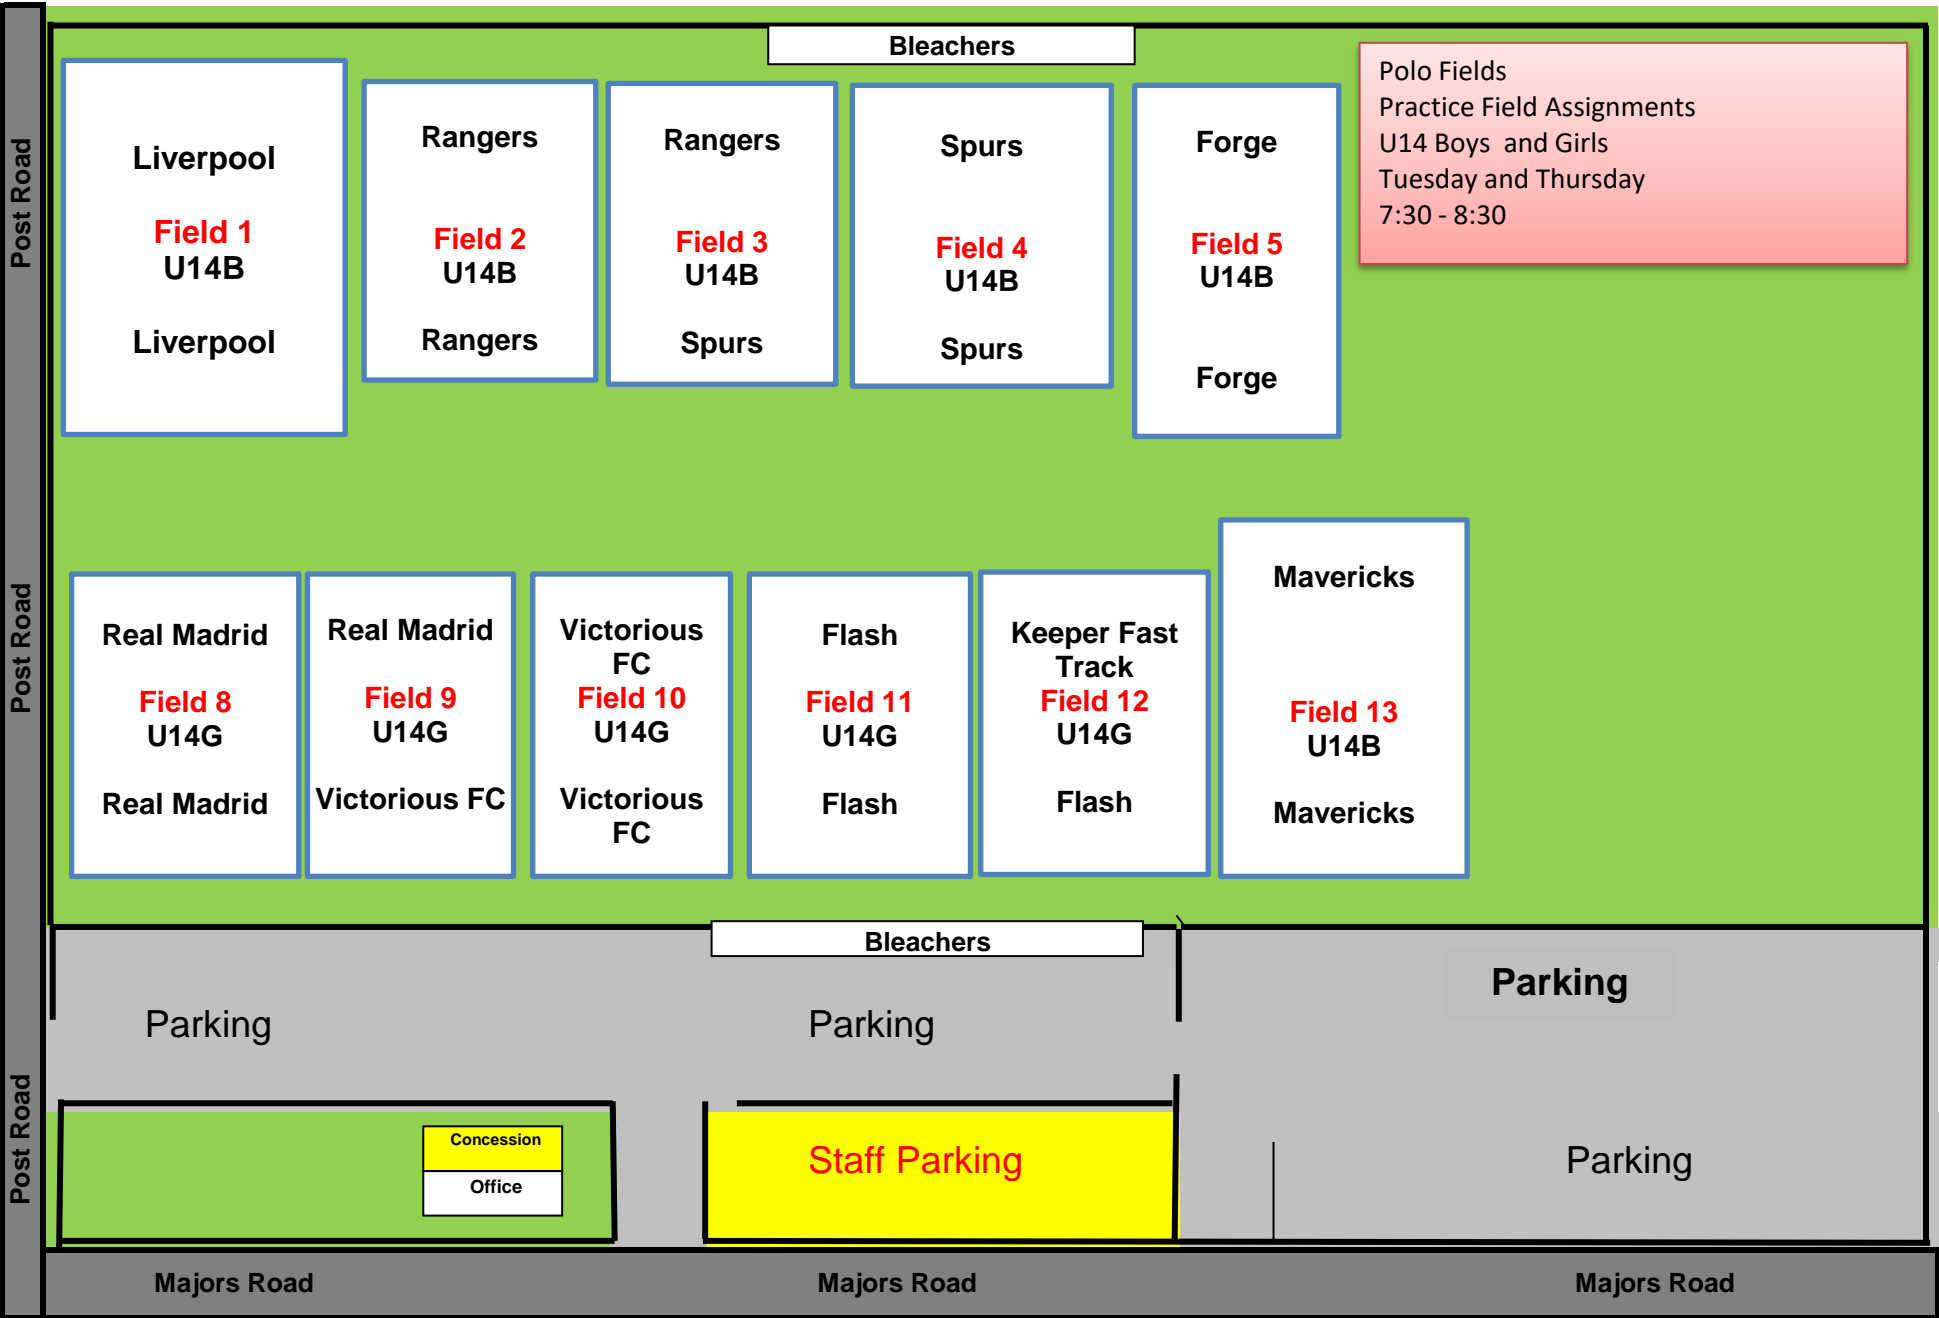 Bleachers
Polo Fields
Practice Field Assignments
U14 Boys  and Girls
Tuesday and Thursday
7:30 - 8:30
Liverpool
Field 1
U14B
Liverpool
Rangers
Field 2
U14B
Rangers
Rangers
Field 3
U14B
Spurs
Spurs
Field 4
U14B
Spurs
Forge
Field 5
U14B
Forge
Post Road
Real Madrid
Field 8
U14G
Real Madrid
Real Madrid
Field 9
U14G
Victorious FC
Victorious
FC
Field 10
U14G
Victorious
FC
Flash
Field 11
U14G
Flash
Keeper Fast
Track
Field 12
U14G
Flash
Mavericks
Field 13
U14B
Mavericks
Post Road
Bleachers
Parking
Parking
Parking
Post Road
Concession
Office
Staff Parking
Parking
Majors Road
Majors Road
Majors Road